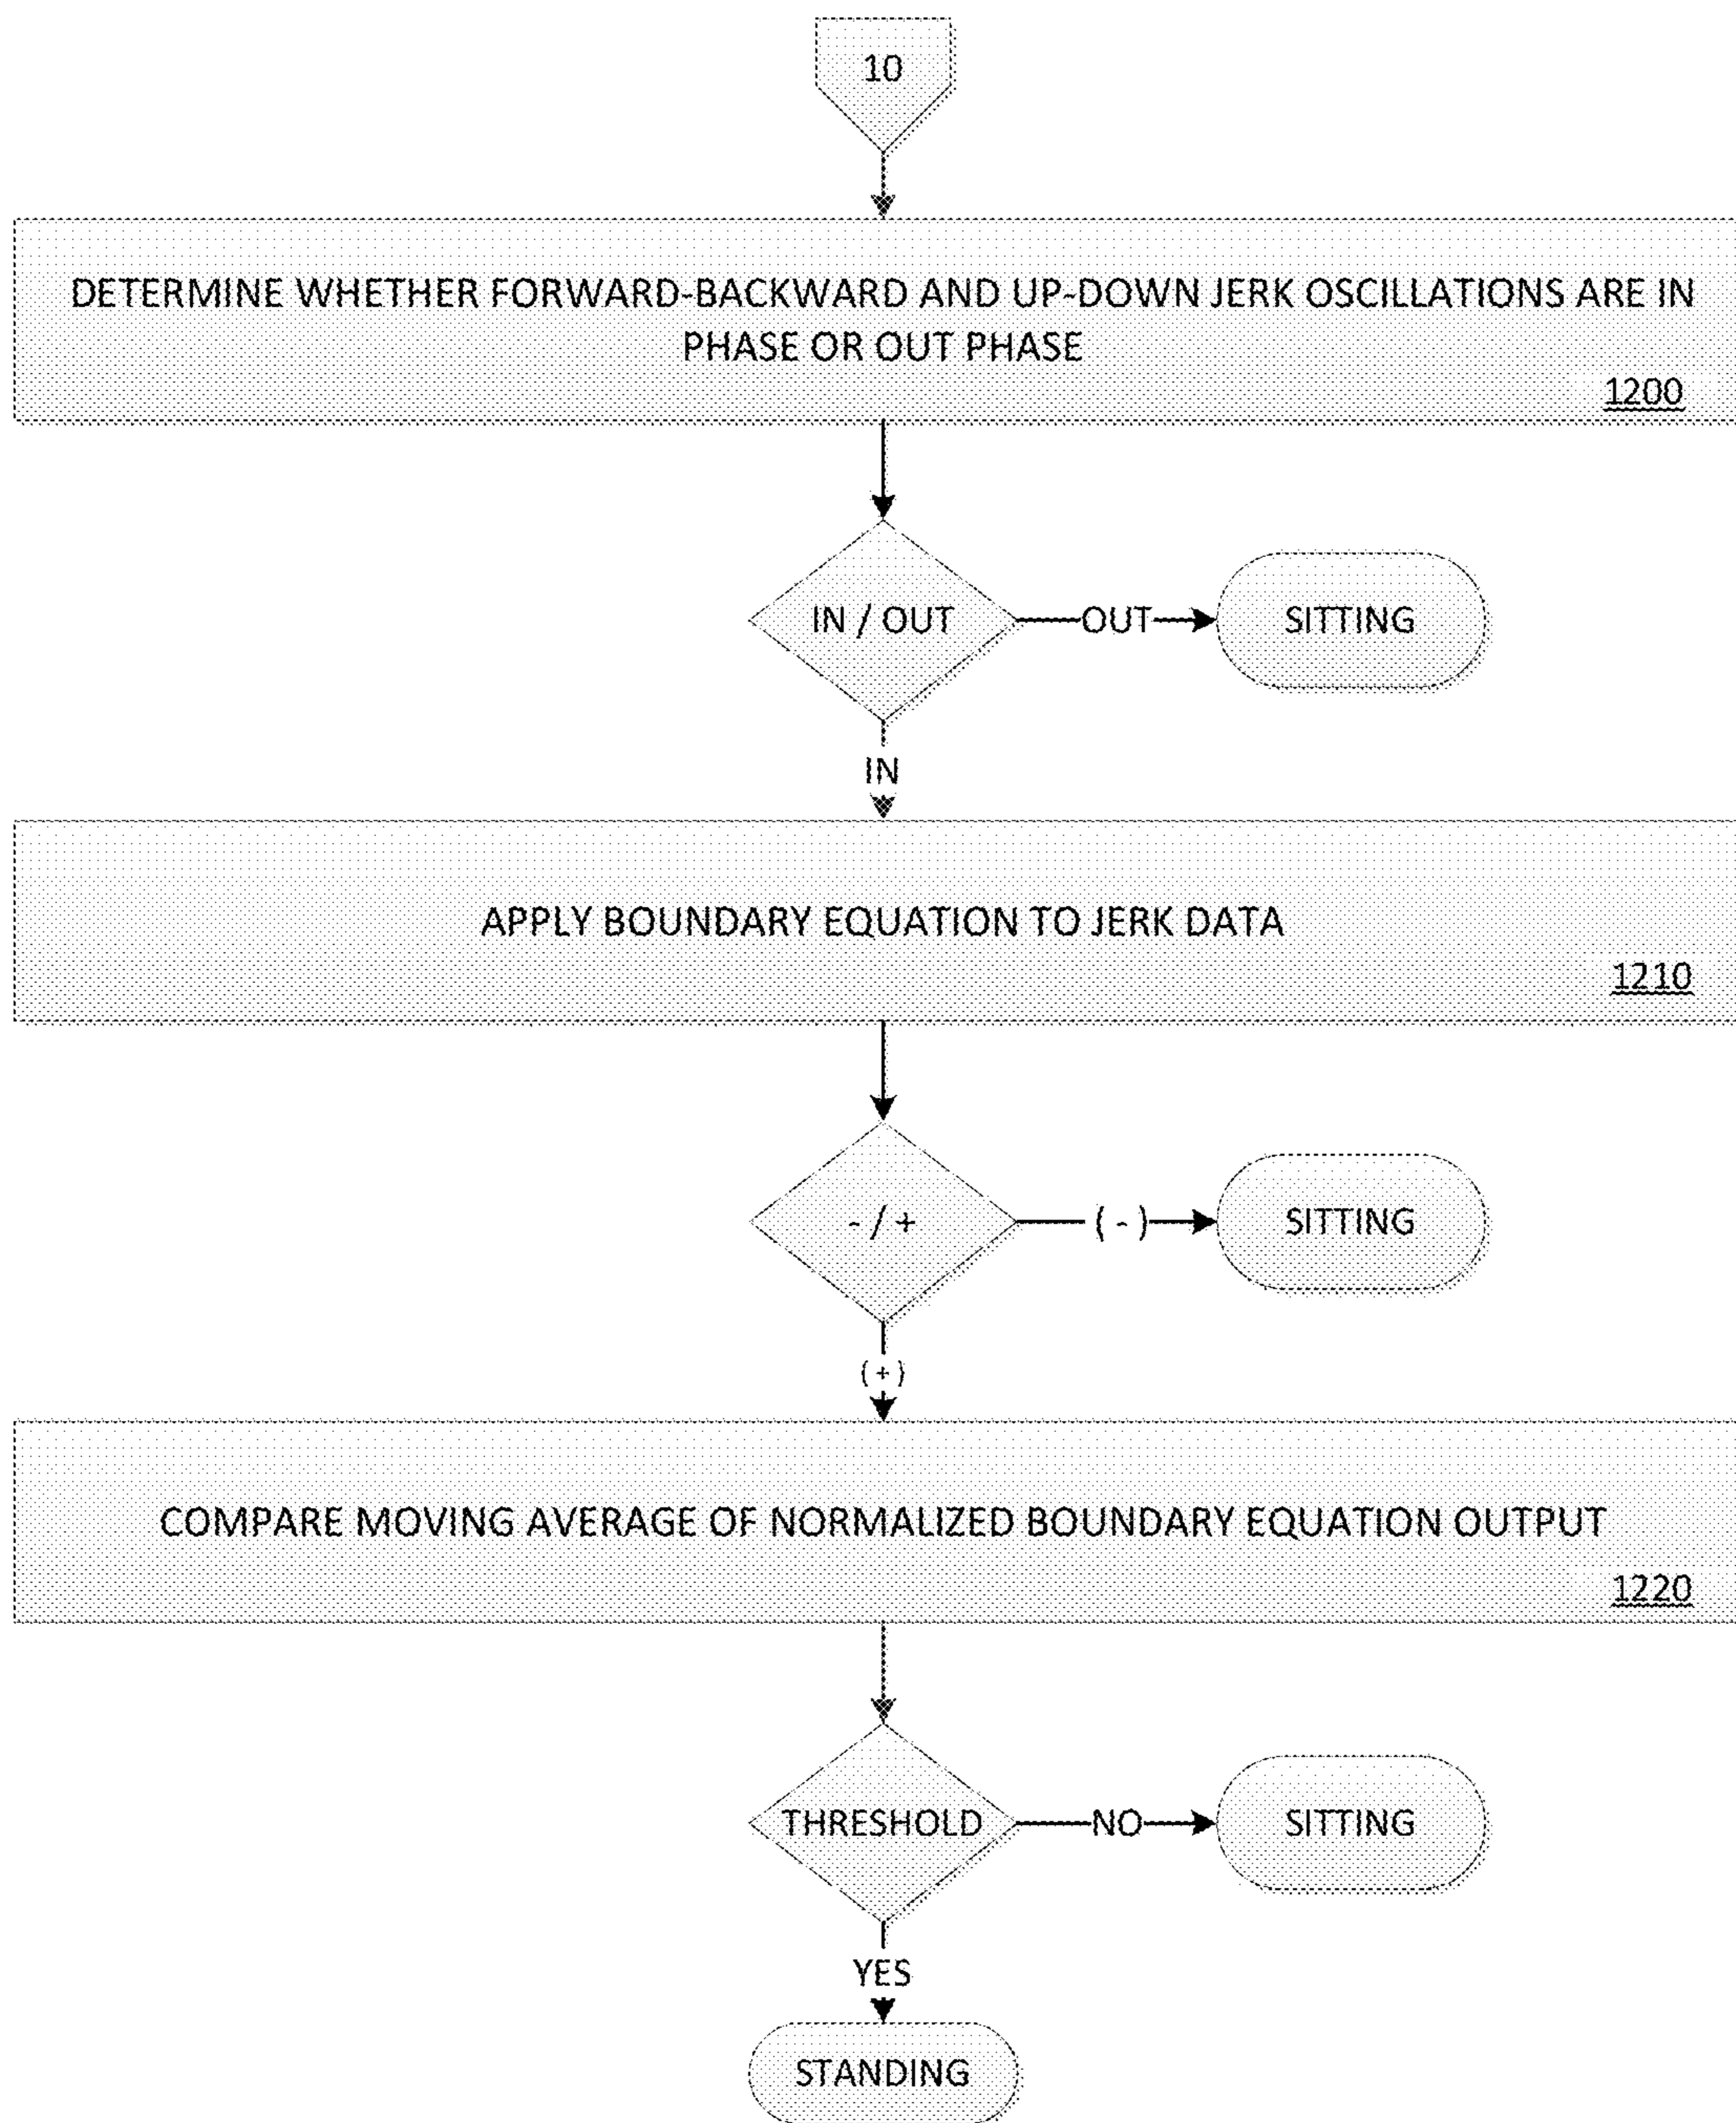 10
DETERMINE WHETHER FORWARD-BACKWARD AND UP-DOWN JERK OSCILLATIONS ARE IN
PHASE OR OUT PHASE
1200
IN / OUT
OUT
SITTING
IN
APPLY BOUNDARY EQUATION TO JERK DATA
1210
- / +
( - )
SITTING
( + )
COMPARE MOVING AVERAGE OF NORMALIZED BOUNDARY EQUATION OUTPUT
1220
THRESHOLD
NO
SITTING
YES
STANDING